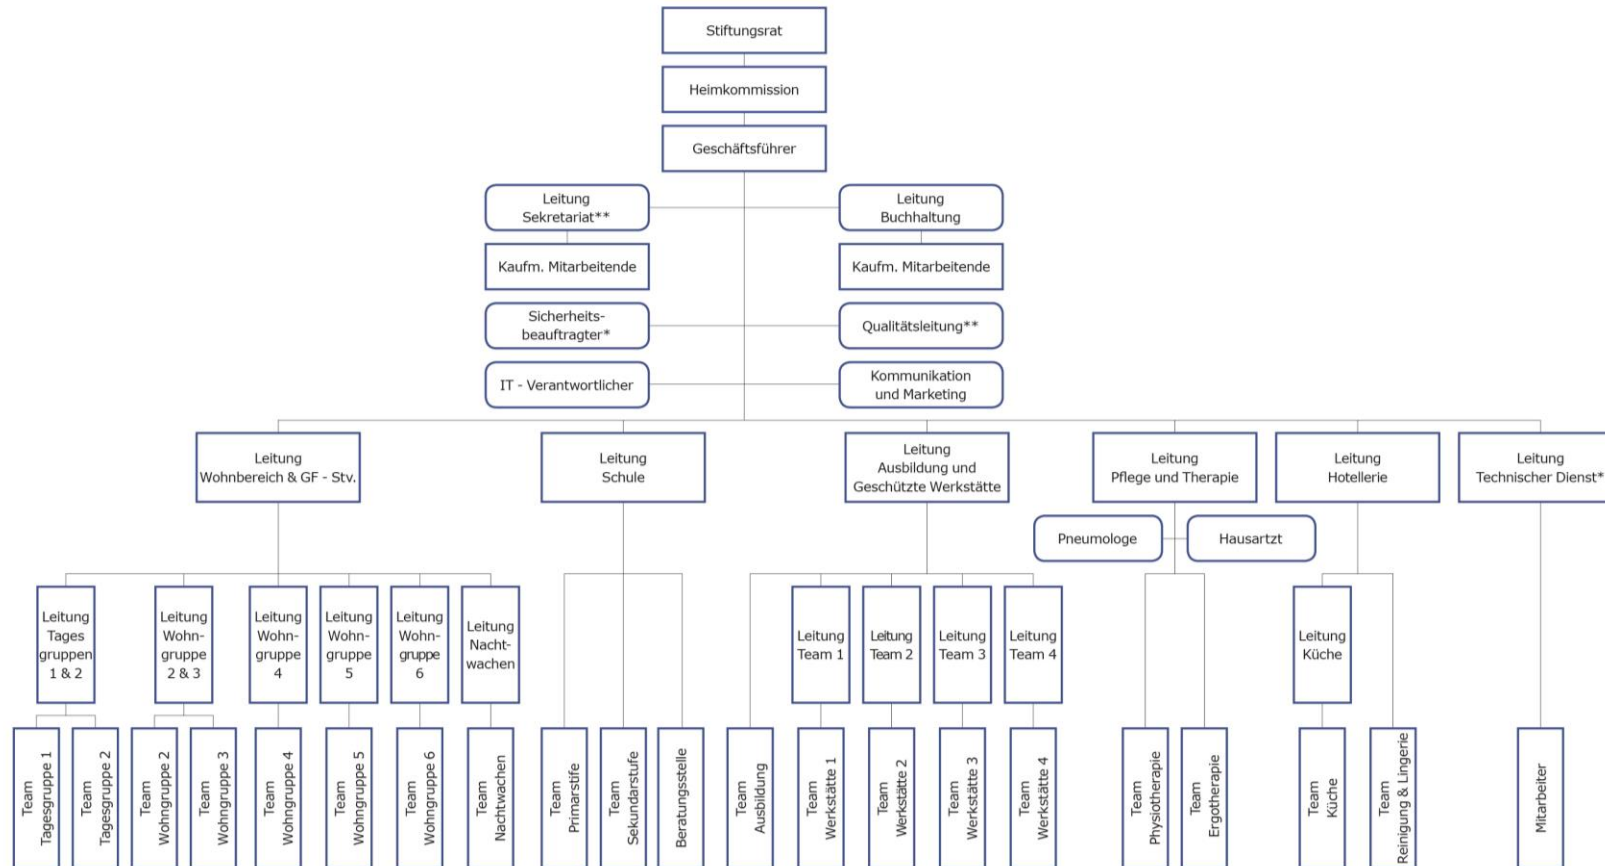 Stiftungsrat
Heimkommission
Geschäftsführer
Leitung
Sekretariat**
Leitung
Buchhaltung
Kaufm. Mitarbeitende
Kaufm. Mitarbeitende
Sicherheits-
beauftragter*
Qualitätsleitung**
IT - Verantwortlicher
Kommunikation
und Marketing
Leitung
Wohnbereich & GF - Stv.
Leitung
Schule
Leitung
Ausbildung und
Geschützte Werkstätte
Leitung
Pflege und Therapie
Leitung
Hotellerie
Leitung
Technischer Dienst*
Pneumologe
Hausartzt
Leitung
Tages
gruppen
1 & 2
Leitung
Wohn-
gruppe
2 & 3
Leitung
Wohn-
gruppe
4
Leitung
Wohn-
gruppe
5
Leitung
Wohn-
gruppe
6
Leitung
Nacht-
wachen
Leitung
Team 1
Leitung
Team 2
Leitung
Team 3
Leitung
Team 4
Leitung
Küche
Team
Tagesgruppe 1
Team
Tagesgruppe 2
Team
Wohngruppe 2
Team
Wohngruppe 3
Team
Wohngruppe 4
Team
Wohngruppe 5
Team
Wohngruppe 6
Team
Nachtwachen
Team
Primarstife
Team
Sekundarstufe
Beratungsstelle
Team
Ausbildung
Team
Werkstätte 1
Team
Werkstätte 2
Team
Werkstätte 3
Team
Werkstätte 4
Team
Physiotherapie
Team
Ergotherapie
Team
Küche
Team
Reinigung & Lingerie
Mitarbeiter